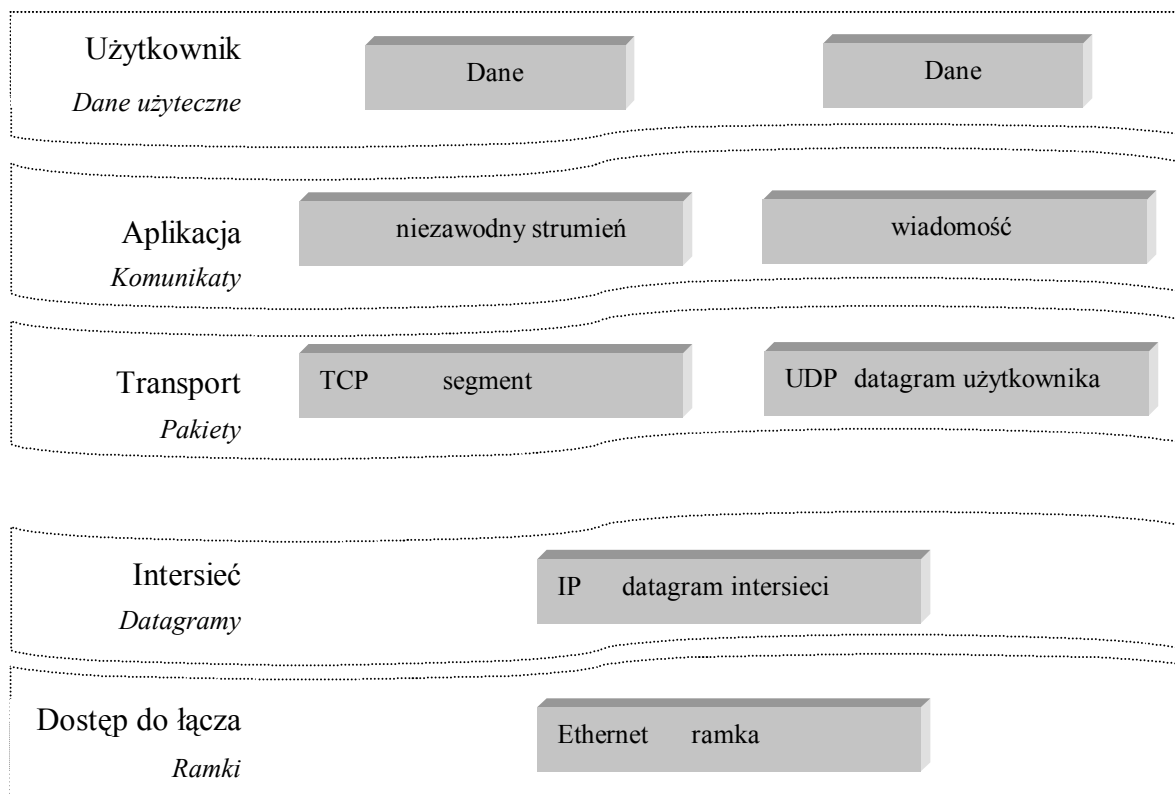 Użytkownik
Dane użyteczne
Dane
Dane
Aplikacja
Komunikaty
niezawodny strumień
wiadomość
Transport
Pakiety
TCP segment
UDP datagram użytkownika
Intersieć
Datagramy
IP datagram intersieci
Dostęp do łącza
Ramki
Ethernet ramka